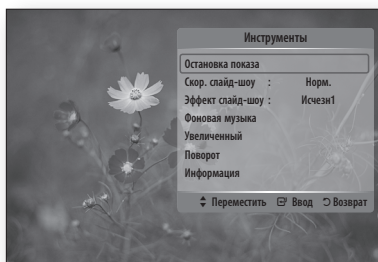 Инструменты
Остановка показа
Скор. слайд-шоу : Норм.
Эффект слайд-шоу : Исчезн1
Фоновая музыка
Увеличенный
Поворот
Информация
Переместить Ввод Возврат